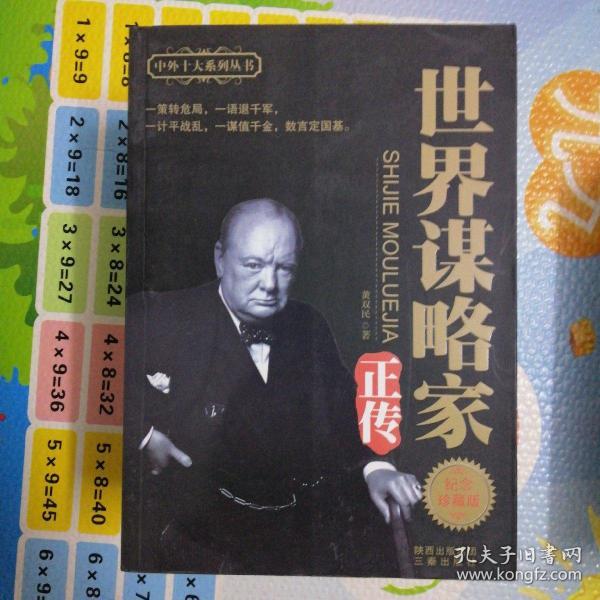 中外十大系列丛书
一策转危局，一语退千军，
一计平战乱，一谋值千金，数言定国基。
世界谋略家
SHIJIE MOULUEJIA
正传
黄双民 ◎ 著
纪念
珍藏版
陕西出版
三秦出
孔夫子旧书网
www.kongfz.com
1×9=9
2×9=18
3×9=27
4×9=36
5×9=45
6×
2×8=16
3×8=24
4×8=32
5×8=40
6×8